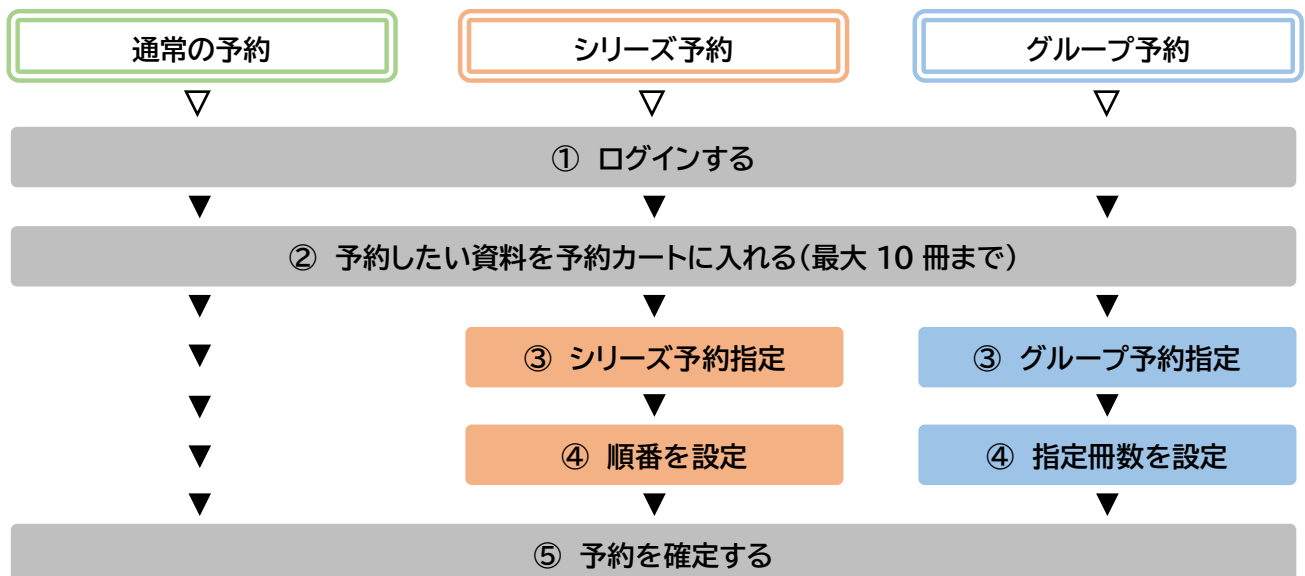 通常の予約
シリーズ予約
グループ予約
① ログインする
② 予約したい資料を予約カートに入れる(最大 10 冊まで)
③ シリーズ予約指定
③ グループ予約指定
④ 順番を設定
④ 指定冊数を設定
⑤ 予約を確定する